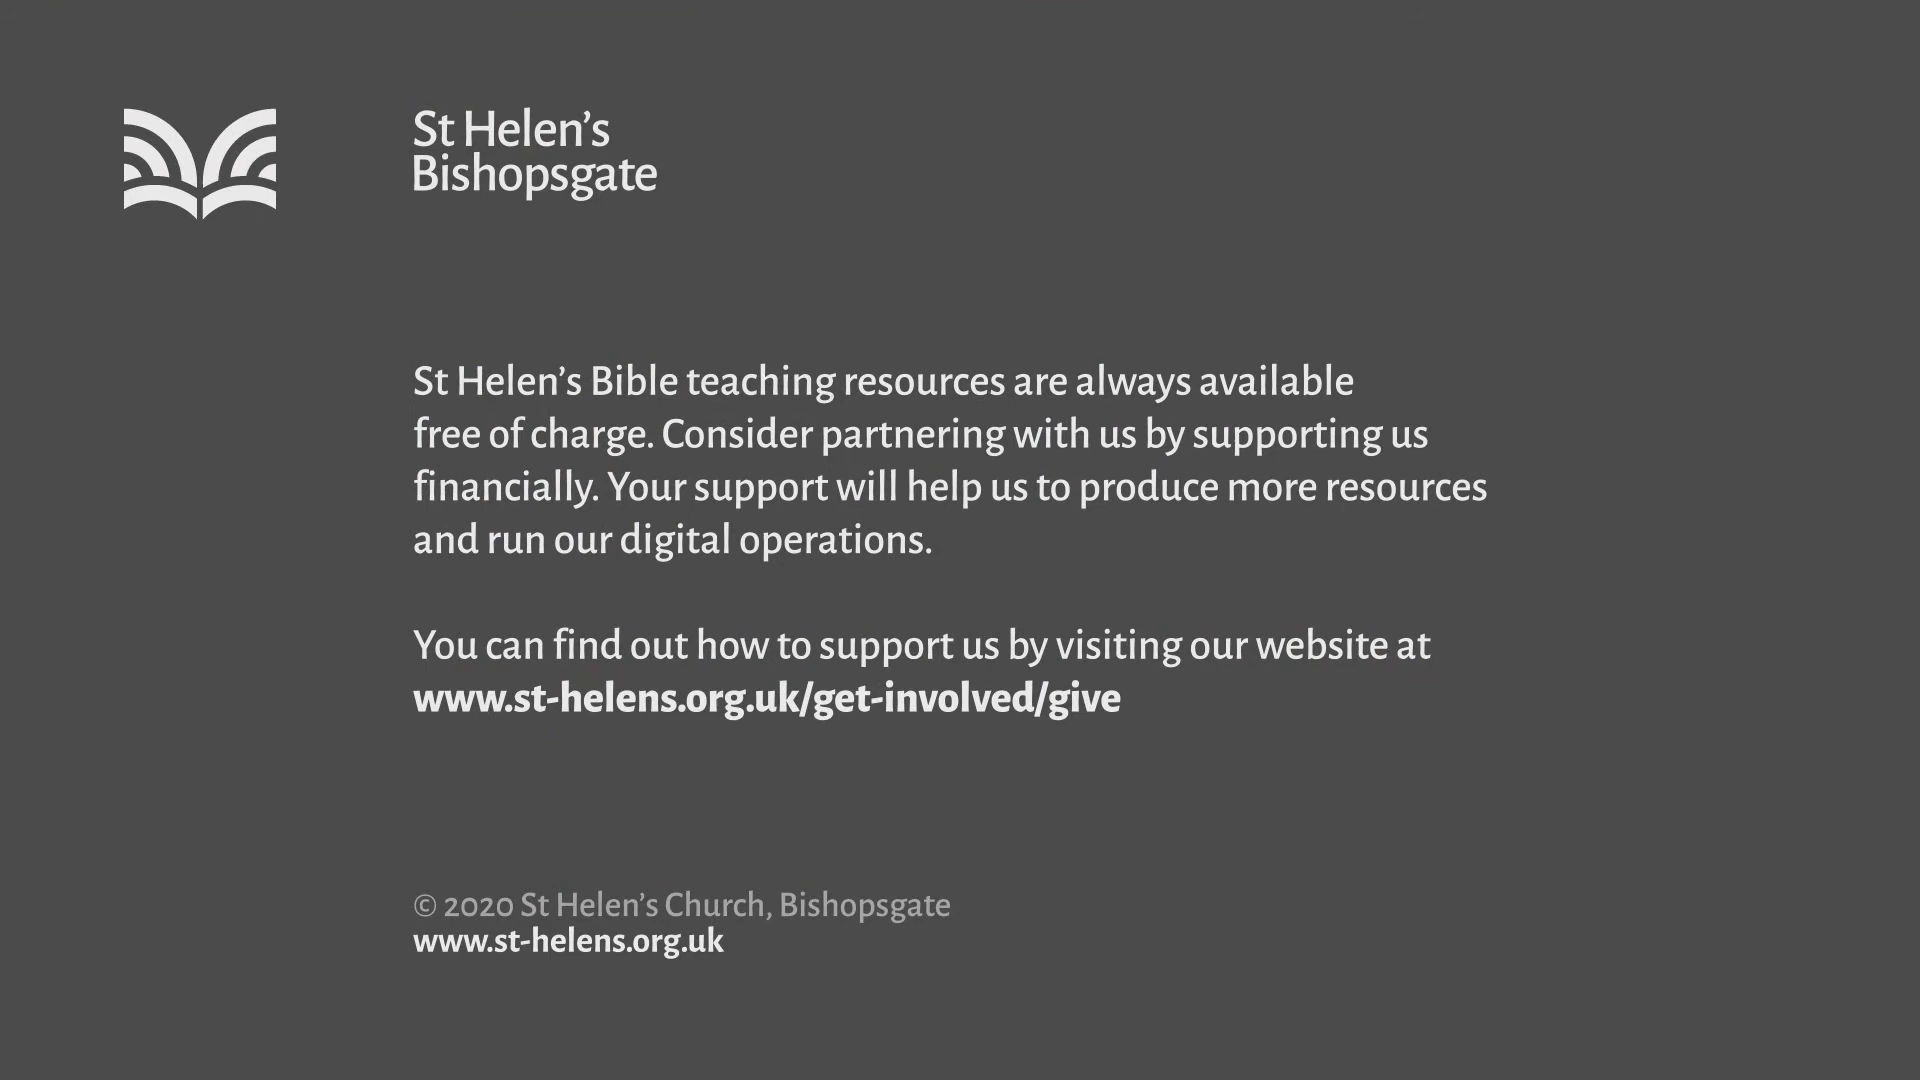 St Helen’s
Bishopsgate
St Helen’s Bible teaching resources are always available
free of charge. Consider partnering with us by supporting us
financially. Your support will help us to produce more resources
and run our digital operations.
You can find out how to support us by visiting our website at
www.st-helens.org.uk/get-involved/give
© 2020 St Helen’s Church, Bishopsgate
www.st-helens.org.uk